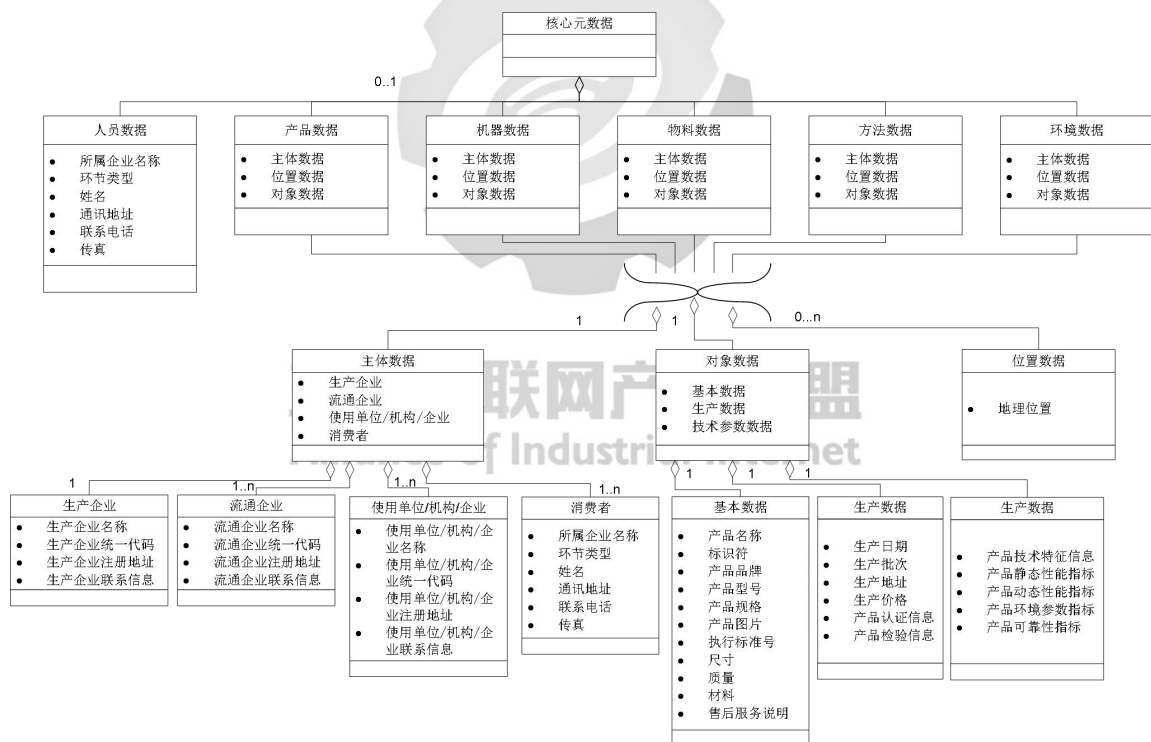 核心元数据
0..1
人员数据
所属企业名称
环节类型
姓名
通讯地址
联系电话
传真
产品数据
主体数据
位置数据
对象数据
机器数据
主体数据
位置数据
对象数据
物料数据
主体数据
位置数据
对象数据
方法数据
主体数据
位置数据
对象数据
环境数据
主体数据
位置数据
对象数据
1
1
0...n
主体数据
生产企业
流通企业
使用单位/机构/企业
消费者
对象数据
基本数据
生产数据
技术参数数据
位置数据
地理位置
联网产
盟
of Industrial Internet
1
1..n
1..n
1..n
1
1
1
生产企业
生产企业名称
生产企业统一代码
生产企业注册地址
生产企业联系信息
流通企业
流通企业名称
流通企业统一代码
流通企业注册地址
流通企业联系信息
使用单位/机构/企业
使用单位/机构/企
业名称
使用单位/机构/企
业统一代码
使用单位/机构/企
业注册地址
使用单位/机构/企
业联系信息
消费者
所属企业名称
环节类型
姓名
通讯地址
联系电话
传真
基本数据
产品名称
标识符
产品品牌
产品型号
产品规格
产品图片
执行标准号
尺寸
质量
材料
售后服务说明
生产数据
生产日期
生产批次
生产地址
生产价格
产品认证信息
产品检验信息
生产数据
产品技术特征信息
产品静态性能指标
产品动态性能指标
产品环境参数指标
产品可靠性指标